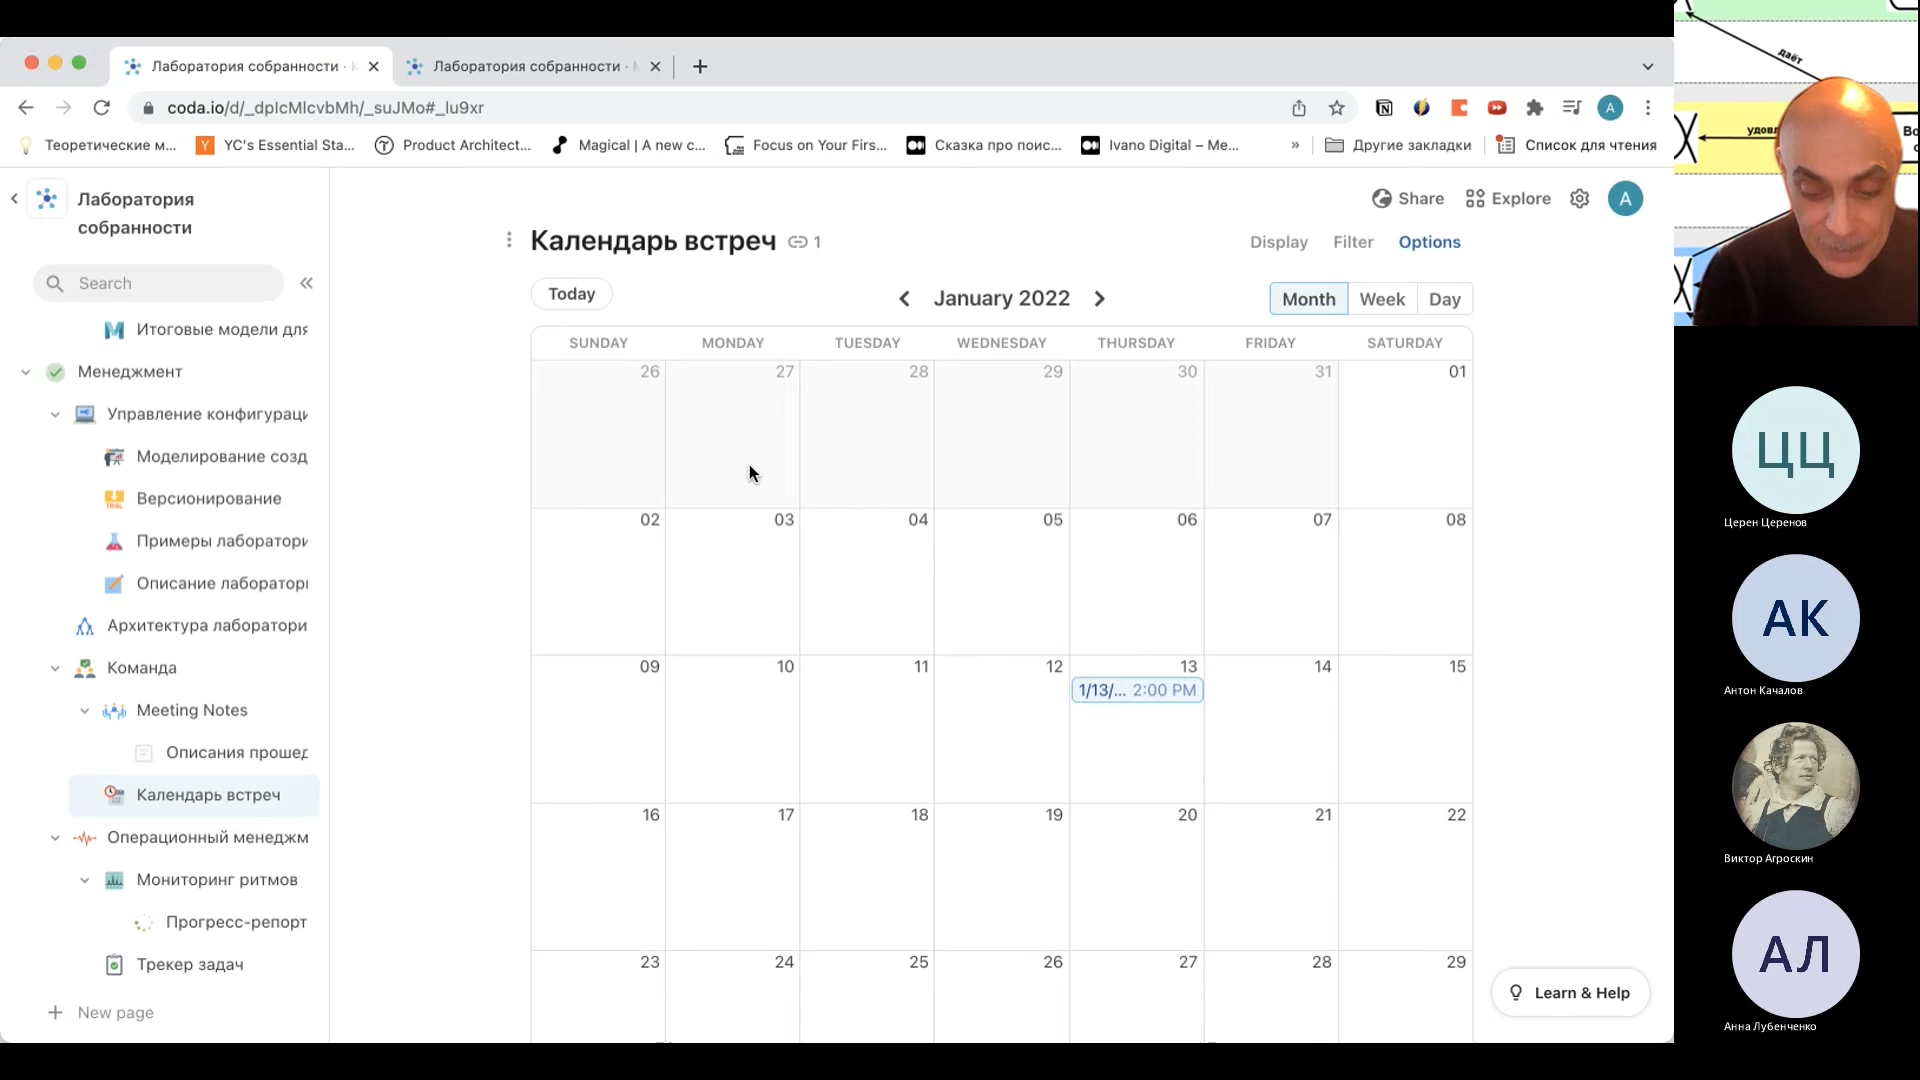 Лаборатория собранности ·
Лаборатория собранности ·
coda.io/d/_dplcMlcvbMh/_suJMo#_lu9xr
A
Теоретические м...
YC's Essential Sta...
Product Architect...
Magical | A new c...
Focus on Your Firs...
Сказка про поис...
Ivano Digital – Me...
»
Другие закладки
Список для чтения
Лаборатория
собранности
Search
Итоговые модели для
Менеджмент
Управление конфигураци
Моделирование созд
Версионирование
TRIAL
Примеры лаборатори
Описание лаборатор
Архитектура лаборатори
Команда
Meeting Notes
Описания прошед
Календарь встреч
Операционный менеджм
Мониторинг ритмов
Прогресс-репорт
Трекер задач
New page
Share
Explore
A
Календарь встреч
1
Display
Filter
Options
Today
January 2022
Month
Week
Day
SUNDAY
MONDAY
TUESDAY
WEDNESDAY
THURSDAY
FRIDAY
SATURDAY
26 27 28 29 30 31 01
02 03 04 05 06 07 08
09 10 11 12 13 14 15
1/13/... 2:00 PM
16 17 18 19 20 21 22
23 24 25 26 27 28 29
Learn & Help
даёт
ЦЦ
Церен Церенов
АК
Антон Качалов
Виктор Агроскин
АЛ
Анна Лубенченко